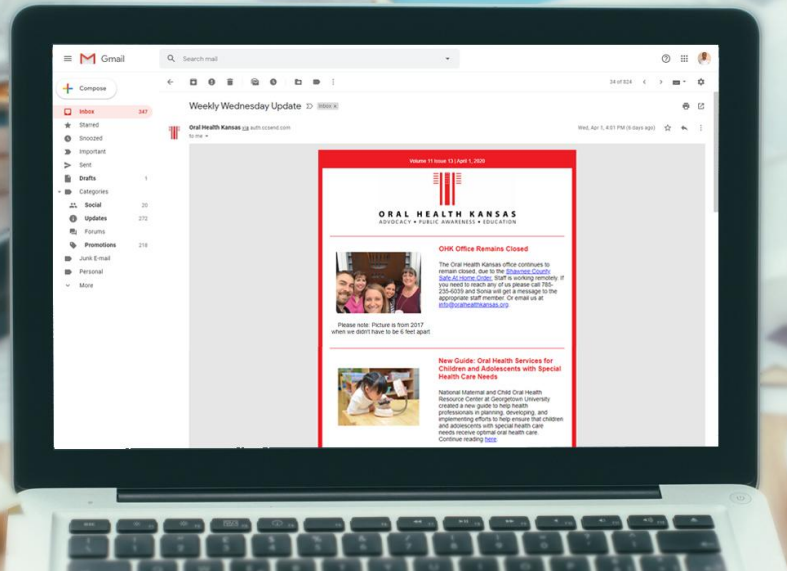 Gmail
Search mail
Compose
24 of 824
Inbox 247
Starred
Snoozed
Important
Sent
Drafts 1
Categories
Social 20
Updates 272
Forums
Promotions 218
Junk E-mail
Personal
More
Weekly Wednesday Update Inbox x
Oral Health Kansas via auth.ccsend.com
Wed, Apr 1, 4:01 PM (6 days ago)
to me
Volume 11 Issue 13 | April 1, 2020
ORAL HEALTH KANSAS
ADVOCACY • PUBLIC AWARENESS • EDUCATION
OHK Office Remains Closed
The Oral Health Kansas office continues to
remain closed, due to the Shawnee County
Safe At Home Order. Staff is working remotely. If
you need to reach any of us please call 785-
235-6039 and Sonia will get a message to the
appropriate staff member. Or email us at
info@oralhealthkansas.org.
Please note: Picture is from 2017
when we didn't have to be 6 feet apart
New Guide: Oral Health Services for
Children and Adolescents with Special
Health Care Needs
National Maternal and Child Oral Health
Resource Center at Georgetown University
created a new guide to help health
professionals in planning, developing, and
implementing efforts to help ensure that children
and adolescents with special health care
needs receive optimal oral health care.
Continue reading here.